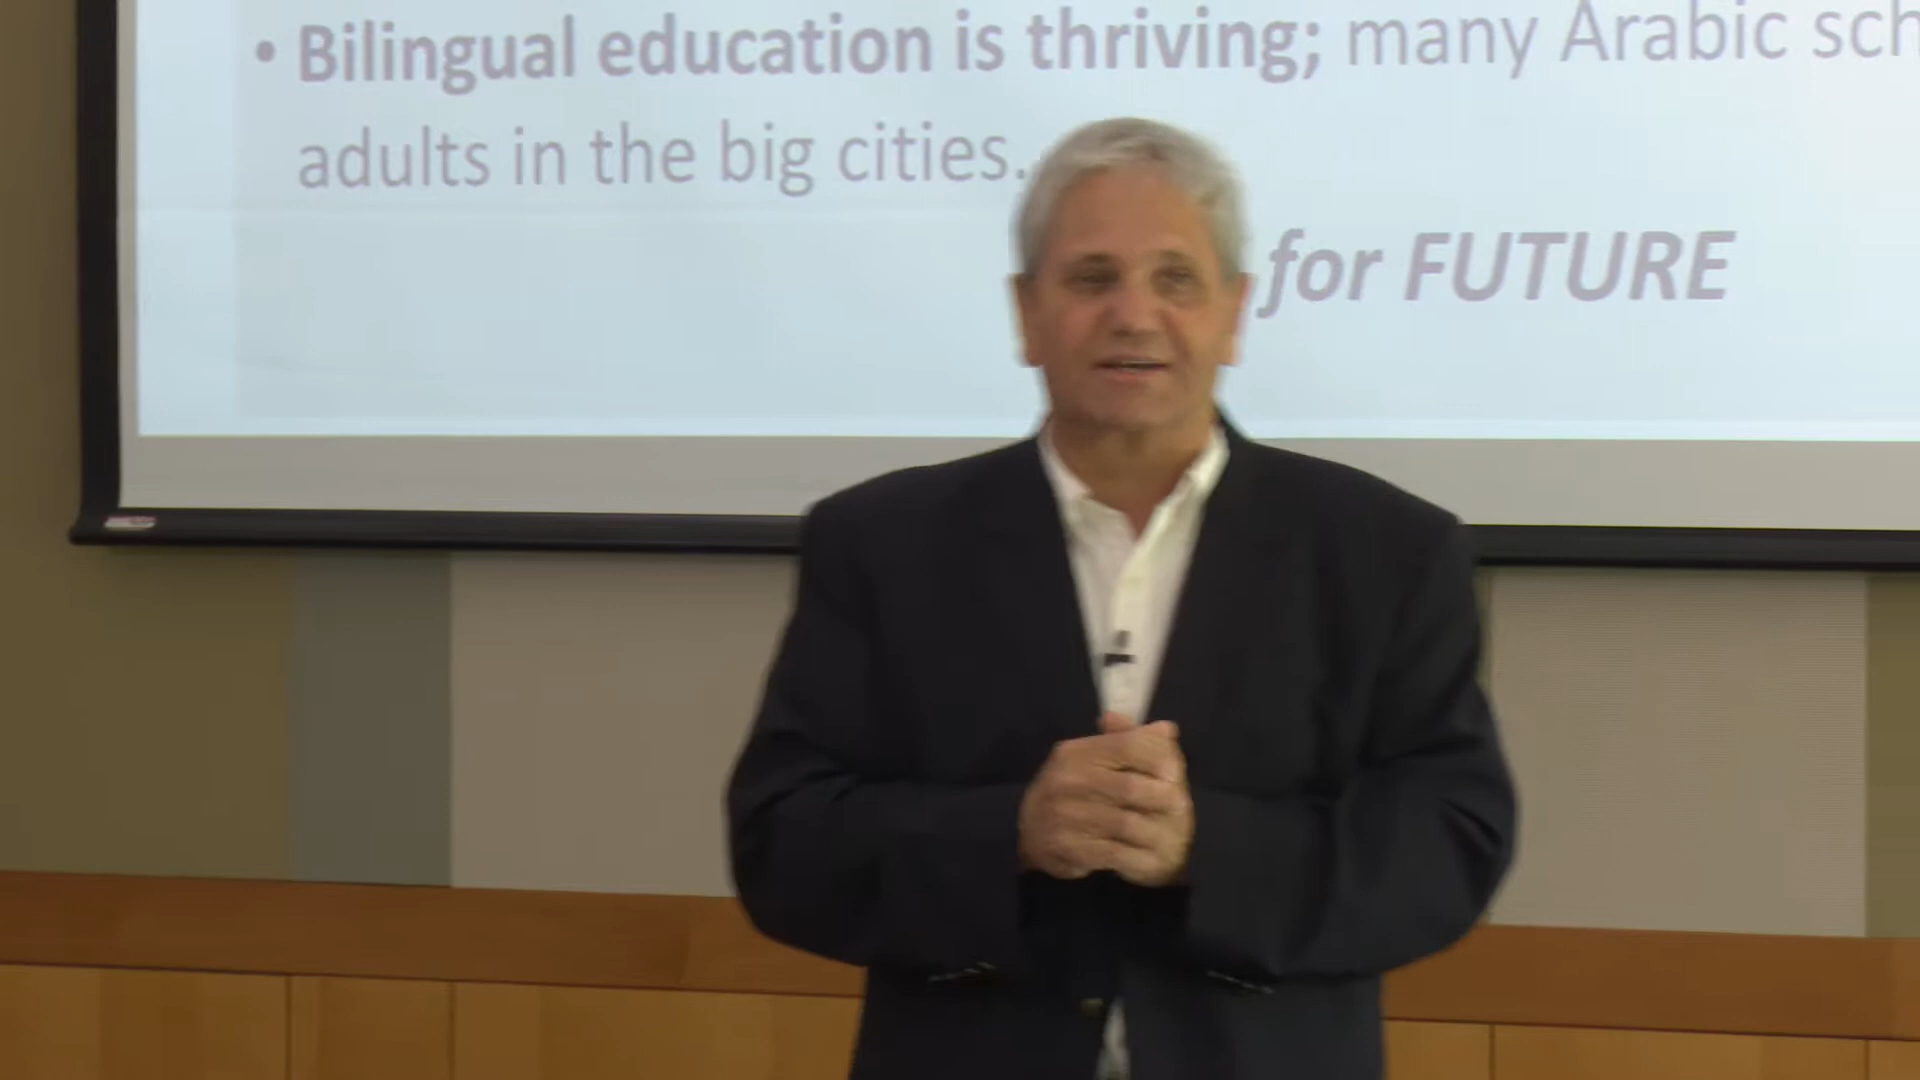 • Bilingual education is thriving; many Arabic sch
adults in the big cities.
for FUTURE